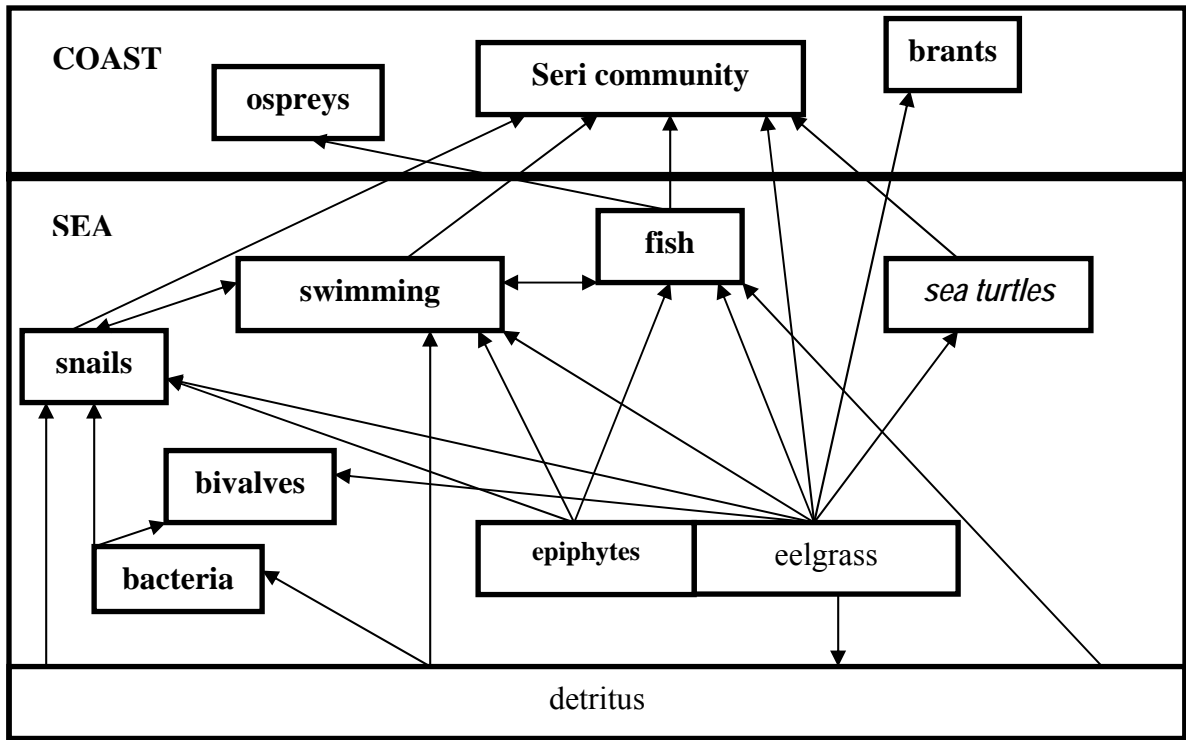 COAST
brants
Seri community
ospreys
SEA
fish
swimming
sea turtles
snails
bivalves
epiphytes
eelgrass
bacteria
detritus